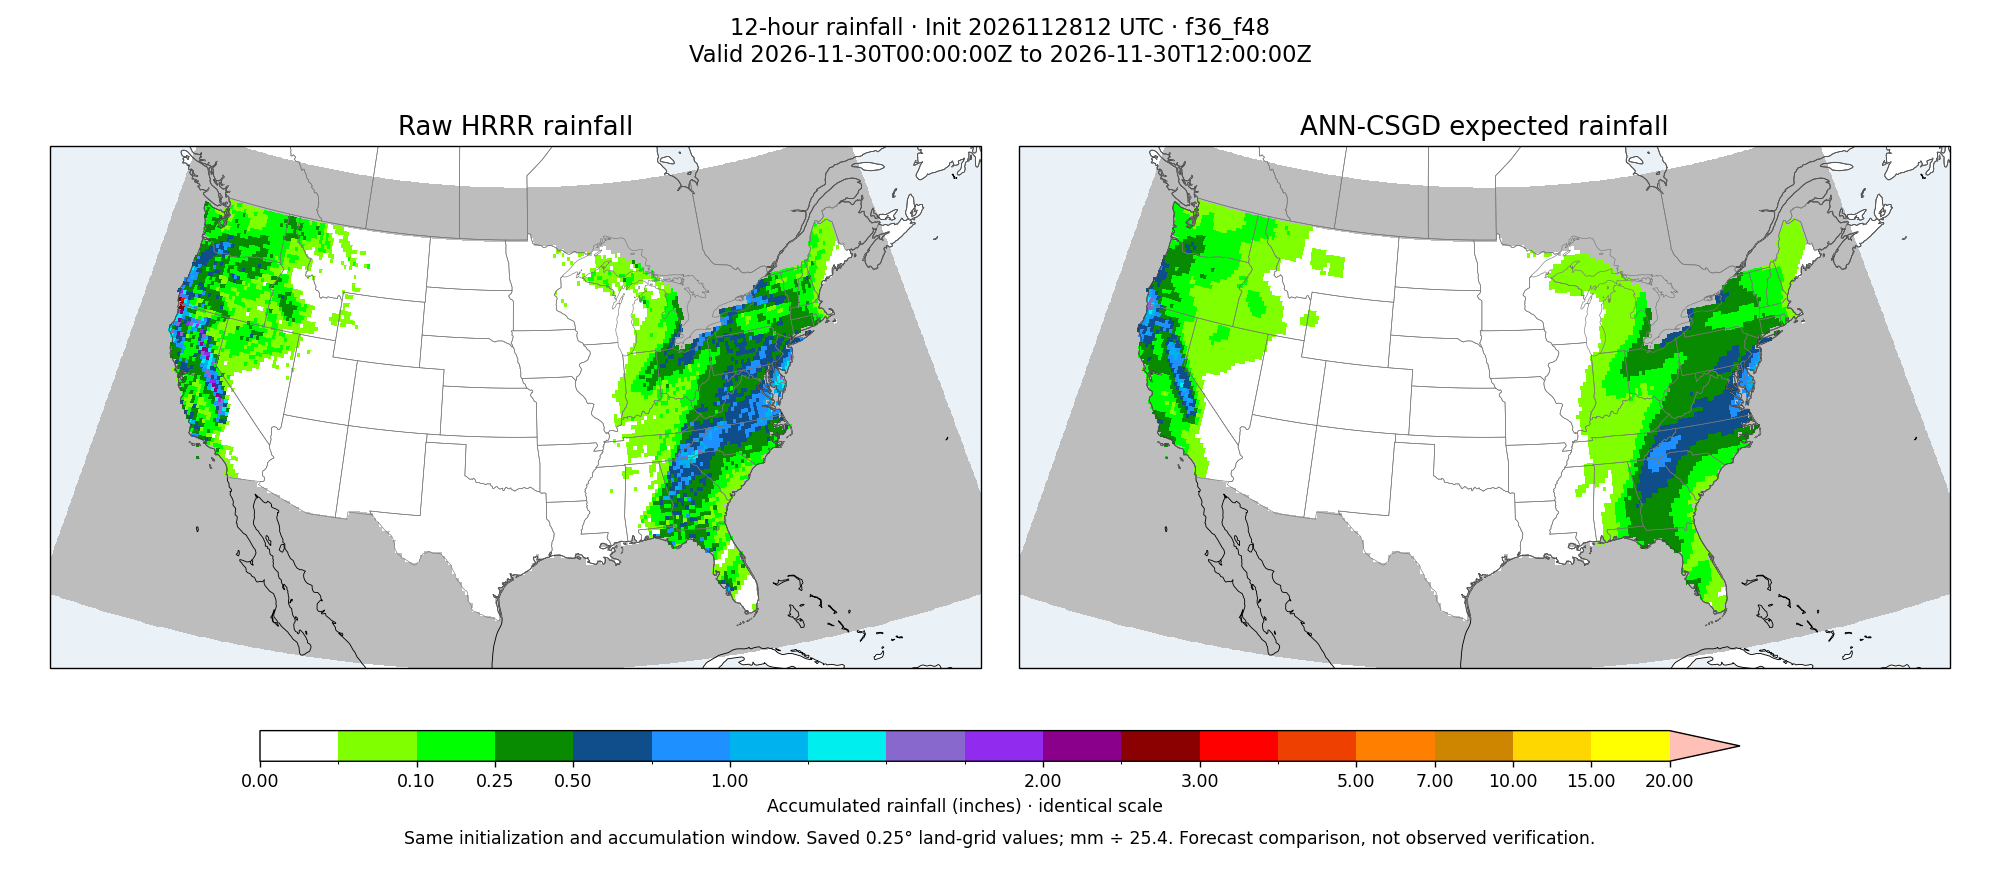 12-hour rainfall · Init 2026112812 UTC · f36_f48
Valid 2026-11-30T00:00:00Z to 2026-11-30T12:00:00Z
Raw HRRR rainfall
ANN-CSGD expected rainfall
0.00 0.10 0.25 0.50 1.00 2.00 3.00 5.00 7.00 10.00 15.00 20.00
Accumulated rainfall (inches) · identical scale
Same initialization and accumulation window. Saved 0.25° land-grid values; mm ÷ 25.4. Forecast comparison, not observed verification.